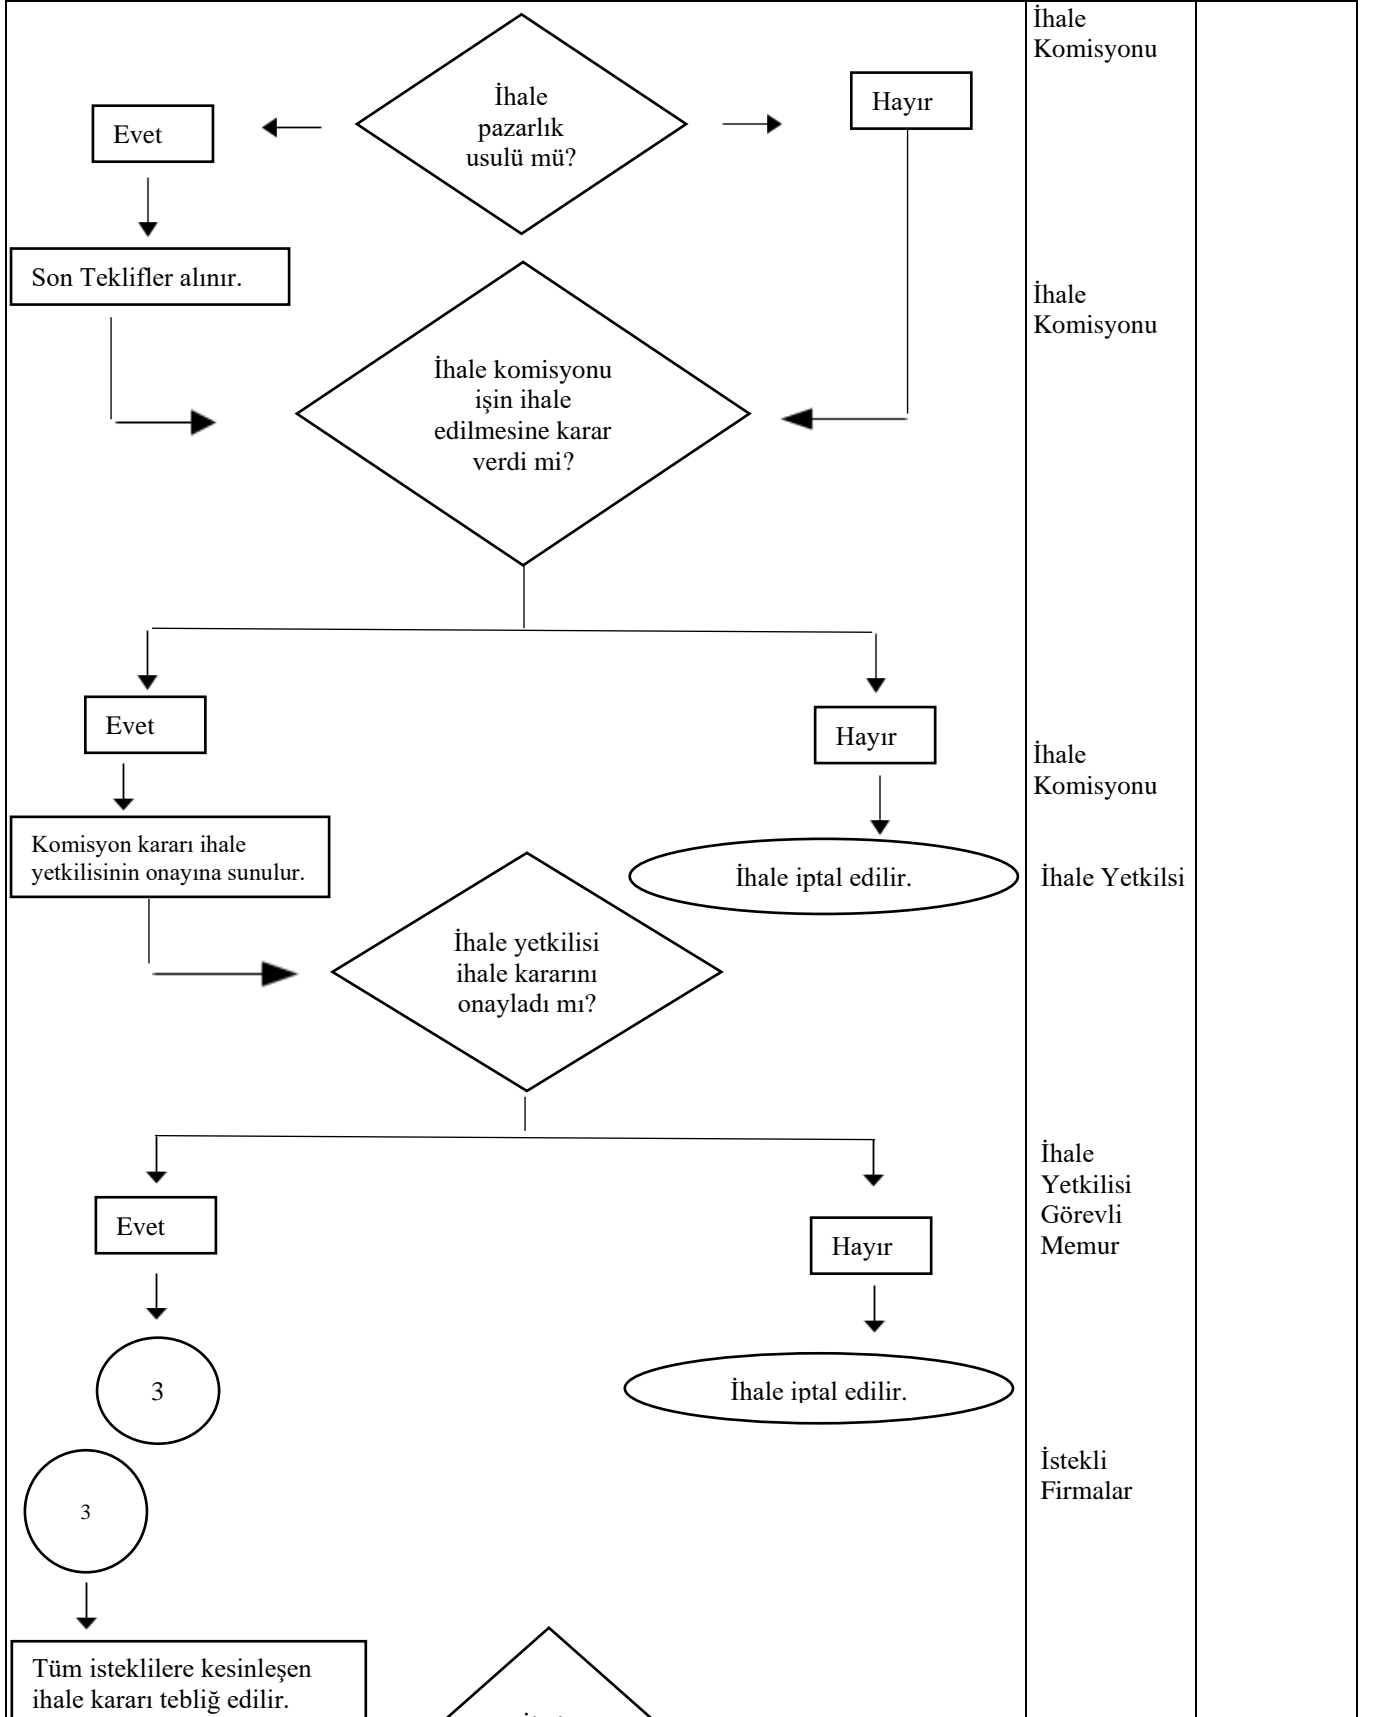 İhale
Komisyonu
İhale
pazarlık
usulü mü?
Evet
Hayır
Son Teklifler alınır.
İhale
Komisyonu
İhale komisyonu
işin ihale
edilmesine karar
verdi mi?
Evet
Hayır
İhale
Komisyonu
Komisyon kararı ihale
yetkilisinin onayına sunulur.
İhale iptal edilir.
İhale Yetkilsi
İhale yetkilisi
ihale kararını
onayladı mı?
İhale
Yetkilisi
Görevli
Memur
Evet
Hayır
3
İhale iptal edilir.
İstekli
Firmalar
3
Tüm isteklilere kesinleşen
ihale kararı tebliğ edilir.